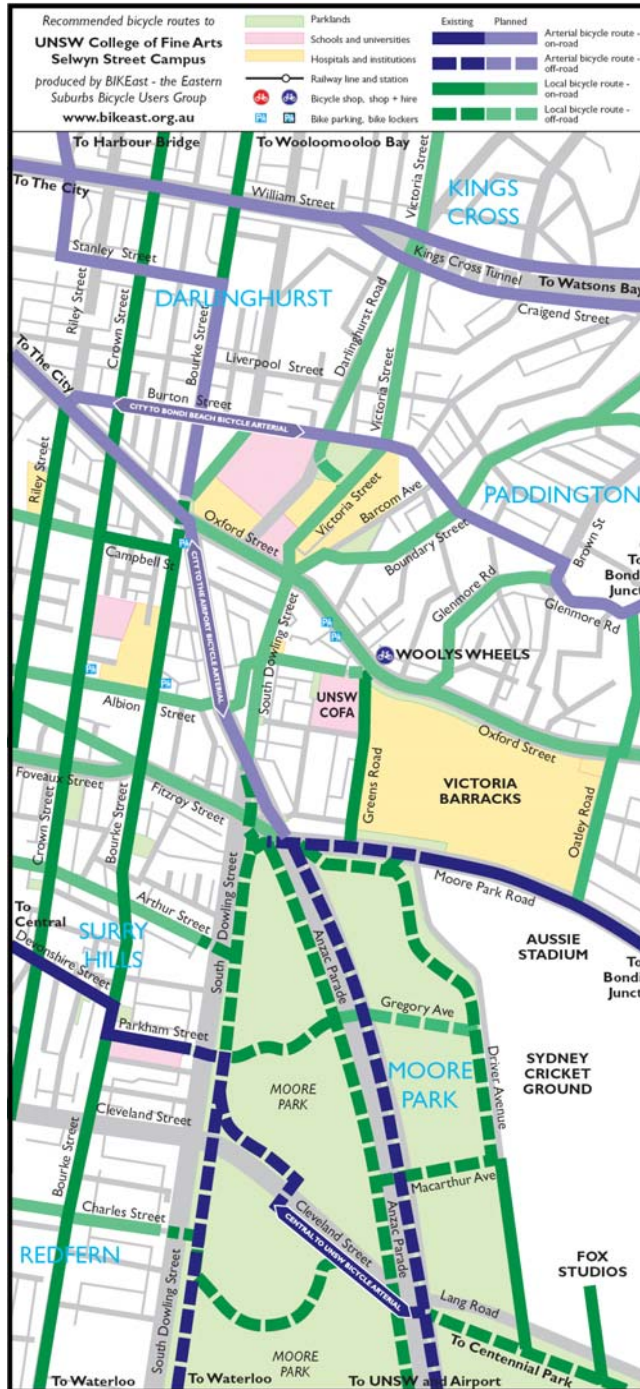 Recommended bicycle routes to
UNSW College of Fine Arts
Selwyn Street Campus
produced by BIKEast - the Eastern
Suburbs Bicycle Users Group
www.bikeast.org.au
Parklands
Schools and universities
Hospitals and institutions
Railway line and station
Bicycle shop, shop + hire
Bike parking, bike lockers
Existing
Planned
Arterial bicycle route -
on-road
Arterial bicycle route -
off-road
Local bicycle route -
on-road
Local bicycle route -
off-road
To Harbour Bridge
To Wooloomooloo Bay
To The City
William Street
Victoria Street
KINGS
CROSS
Stanley Street
Kings Cross Tunnel
To Watsons Bay
Craigend Street
Riley Street
Crown Street
DARLINGHURST
Bourke Street
Darlinghurst Road
Liverpool Street
Victoria Street
To The City
Burton Street
CITY TO BONDI BEACH BICYCLE ARTERIAL
Riley Street
Oxford Street
Victoria Street
Barcom Ave
PADDINGTON
Boundary Street
Brown St
To
Bondi
Junct
Campbell St
CITY TO THE AIRPORT BICYCLE ARTERIAL
Glenmore Rd
Glenmore Rd
South Dowling Street
WOOLYS WHEELS
UNSW
COFA
Albion Street
Oxford Street
Foveaux Street
Fitzroy Street
Greens Road
VICTORIA
BARRACKS
Oatley Road
Crown Street
Bourke Street
Moore Park Road
South Dowling Street
Arthur Street
To
Central
SURRY
HILLS
Devonshire Street
Anzac Parade
AUSSIE
STADIUM
To
Bondi
Junct
Parkham Street
Gregory Ave
MOORE
PARK
Driver Avenue
SYDNEY
CRICKET
GROUND
MOORE
PARK
Cleveland Street
Bourke Street
Macarthur Ave
Charles Street
Cleveland Street
CENTRAL TO UNSW BICYCLE ARTERIAL
Anzac Parade
REDFERN
South Dowling Street
Lang Road
FOX
STUDIOS
To Centennial Park
MOORE
PARK
To Waterloo
To Waterloo
To UNSW and Airport